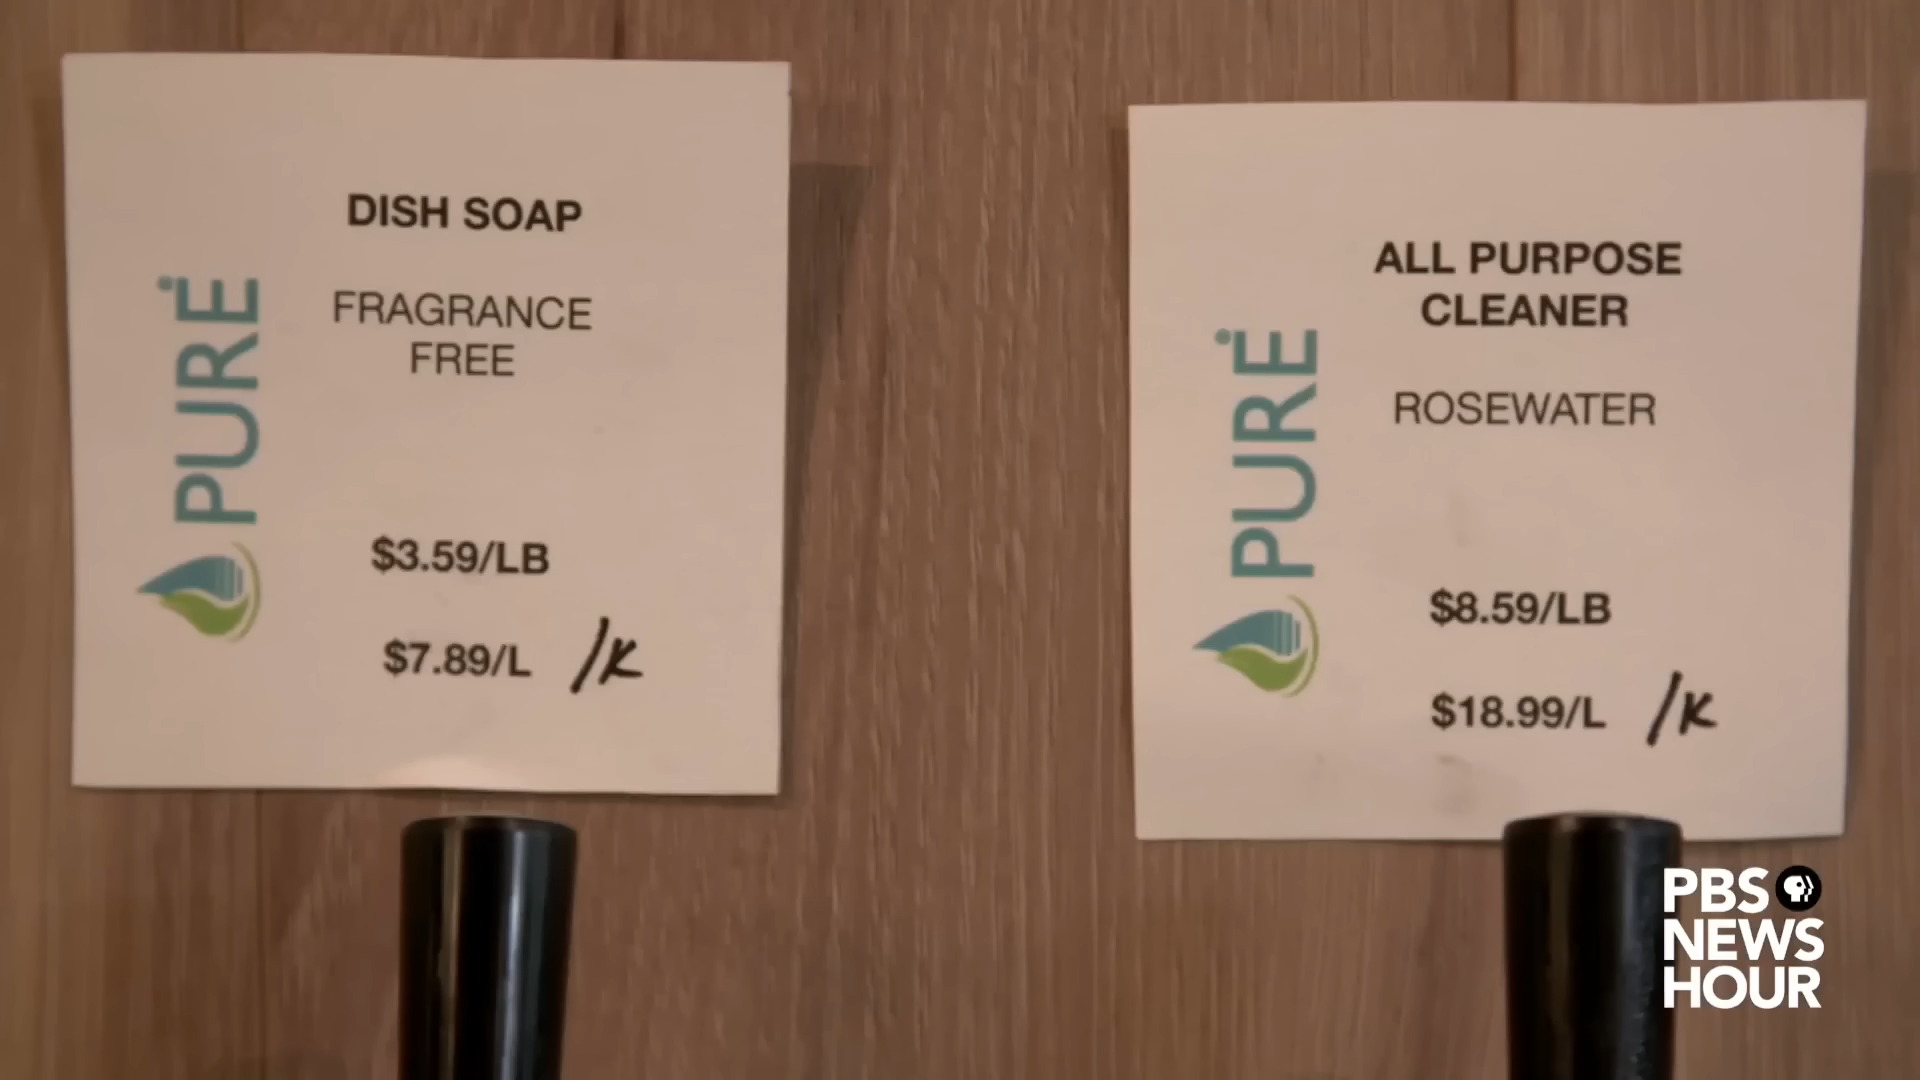 DISH SOAP
FRAGRANCE
FREE
PURE
$3.59/LB
$7.89/L /K
ALL PURPOSE
CLEANER
ROSEWATER
PURE
$8.59/LB
$18.99/L /K
PBS
NEWS
HOUR